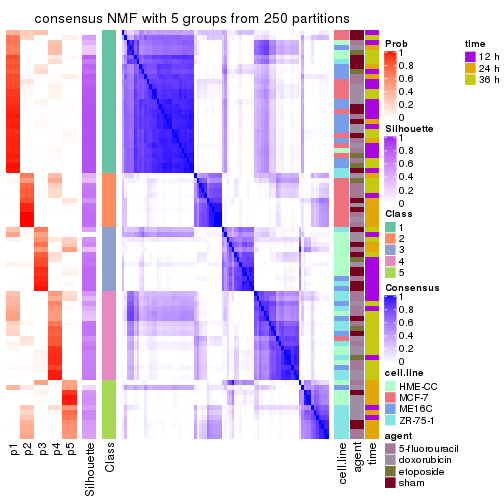 consensus NMF with 5 groups from 250 partitions
Prob
1
0.8
0.6
0.4
0.2
0
time
12 h
24 h
36 h
Silhouette
1
0.8
0.6
0.4
0.2
0
Class
1
2
3
4
5
Consensus
1
0.8
0.6
0.4
0.2
0
cell.line
HME-CC
MCF-7
ME16C
ZR-75-1
agent
5-fluorouracil
doxorubicin
etoposide
sham
p1
p2
p3
p4
p5
Silhouette
Class
cell.line
agent
time